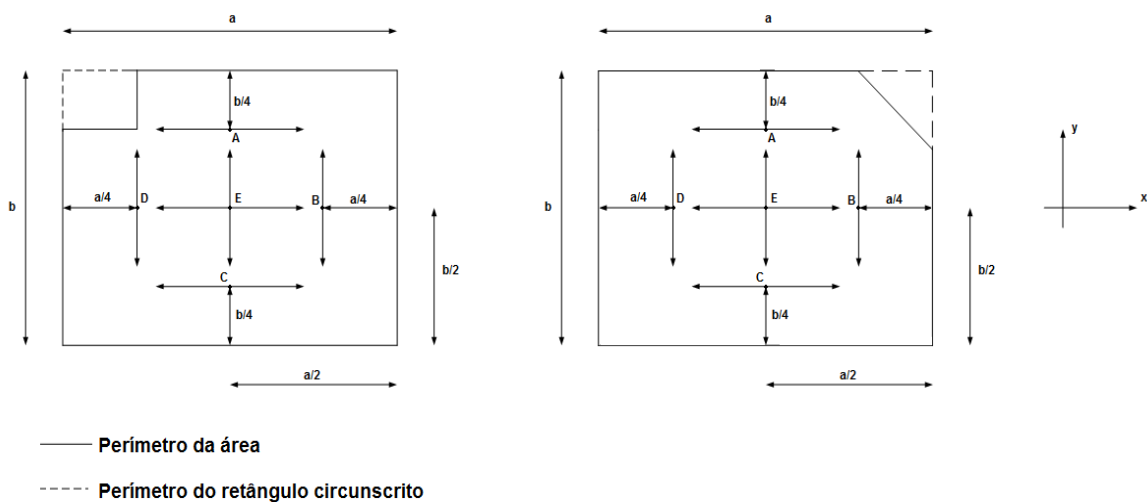 a
a
b/4
b/4
A
A
y
b
a/4
D
E
B
a/4
b
a/4
D
E
B
a/4
x
b/2
b/2
C
C
b/4
b/4
a/2
a/2
Perímetro da área
Perímetro do retângulo circunscrito